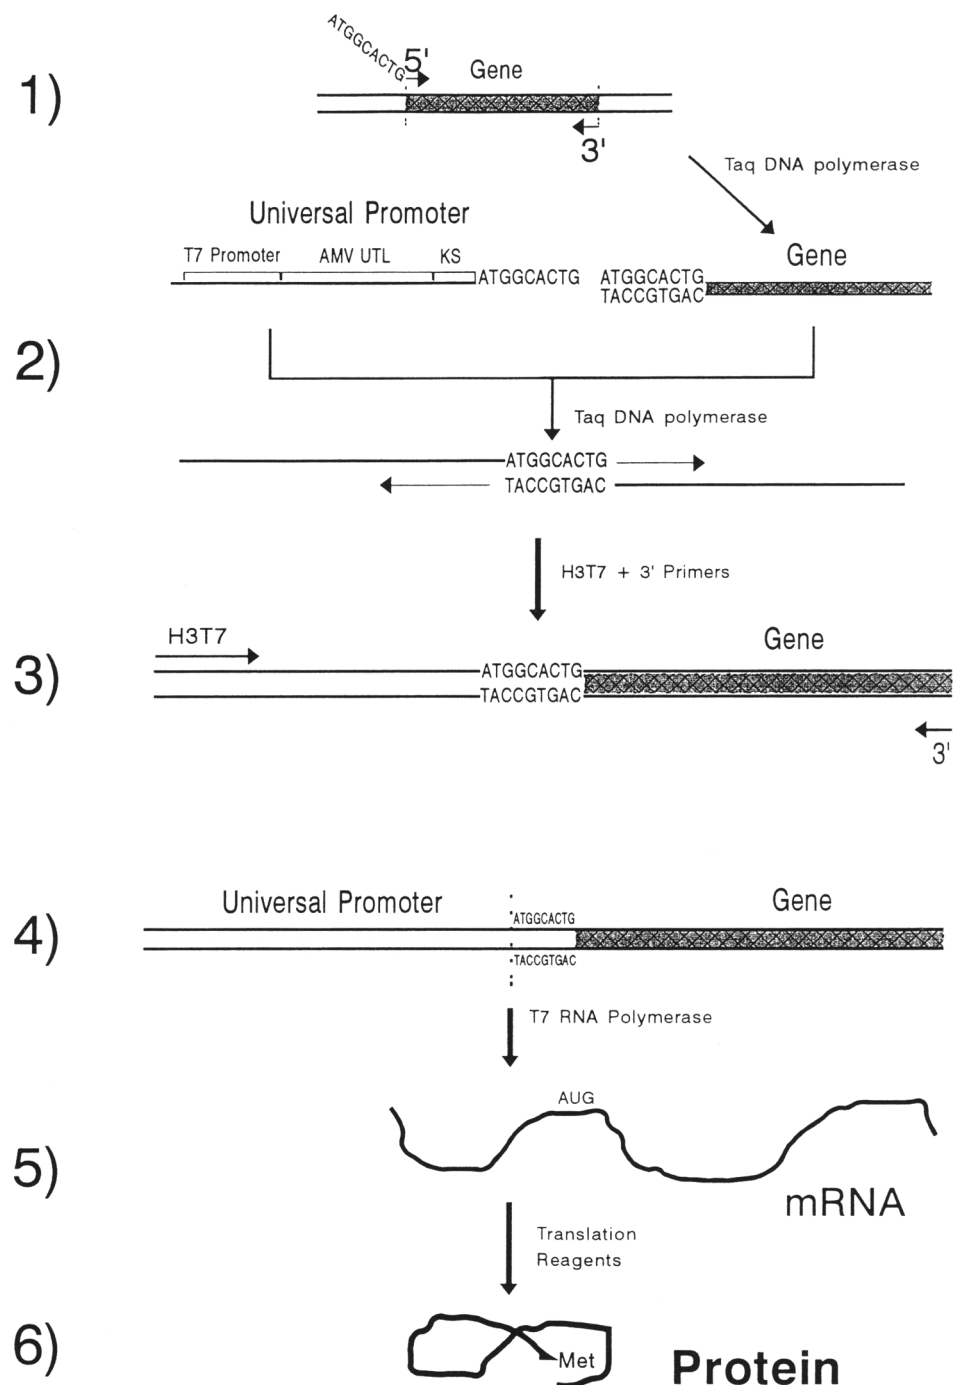 1)
ATGGCACTG
5'
Gene
3'
Taq DNA polymerase
Universal Promoter
T7 Promoter AMV UTL KS
ATGGCACTG
ATGGCACTG
TACCGTGAC
Gene
2)
Taq DNA polymerase
ATGGCACTG
TACCGTGAC
H3T7 + 3' Primers
3)
H3T7
Gene
ATGGCACTG
TACCGTGAC
3'
4)
Universal Promoter
Gene
ATGGCACTG
TACCGTGAC
T7 RNA Polymerase
5)
AUG
mRNA
Translation
Reagents
6)
Met
Protein